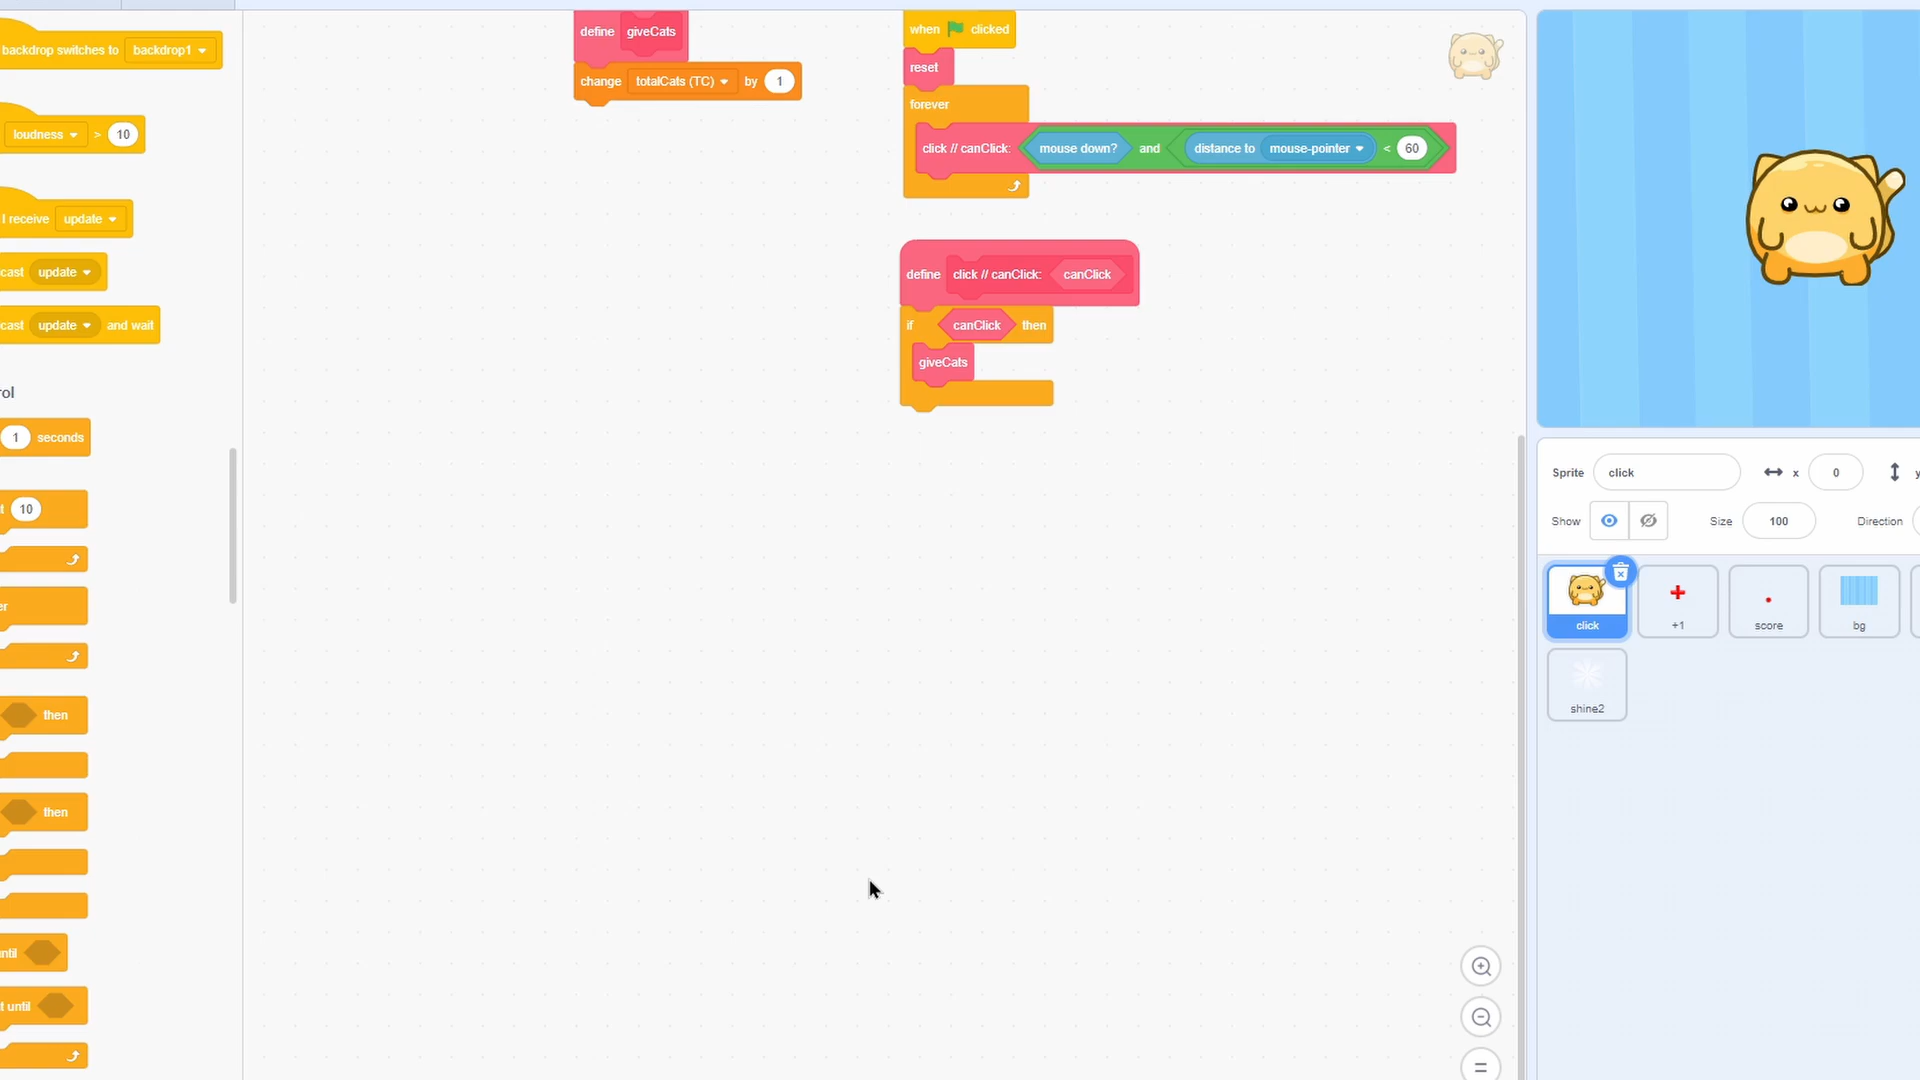 backdrop switches to backdrop1
loudness > 10
I receive update
cast update
cast update and wait
rol
1 seconds
t 10
er
then
then
until
t until
define giveCats
change totalCats (TC) by 1
when clicked
reset
forever
click // canClick: mouse down? and distance to mouse-pointer < 60
define click // canClick: canClick
if canClick then
giveCats
Sprite click x 0 y
Show Size 100 Direction
click +1 score bg
shine2